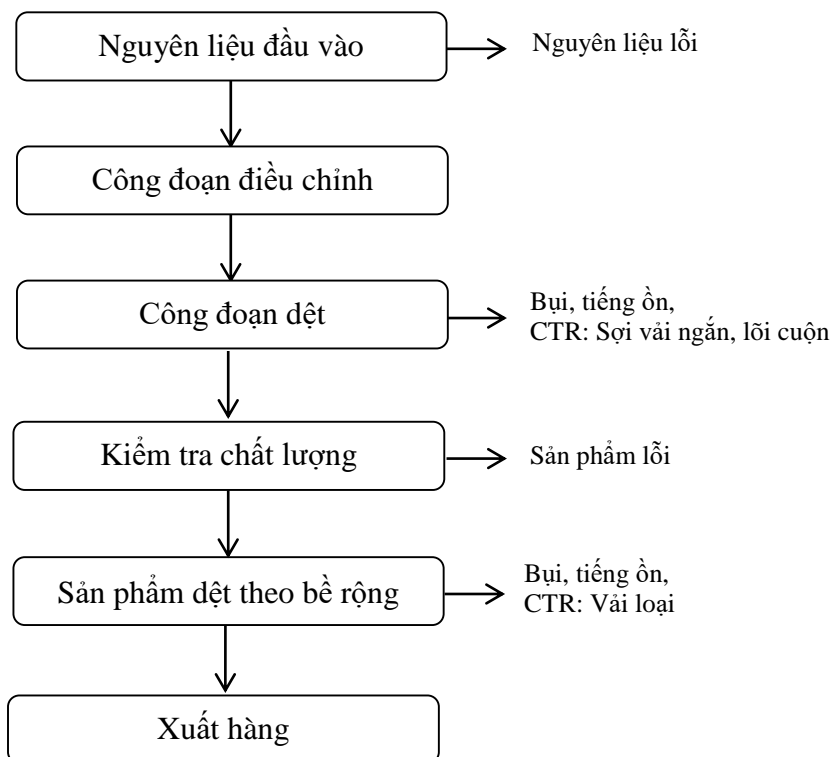 Nguyên liệu đầu vào
Nguyên liệu lỗi
Công đoạn điều chỉnh
Công đoạn dệt
Bụi, tiếng ồn,
CTR: Sợi vải ngắn, lõi cuộn
Kiểm tra chất lượng
Sản phẩm lỗi
Sản phẩm dệt theo bề rộng
Bụi, tiếng ồn,
CTR: Vải loại
Xuất hàng